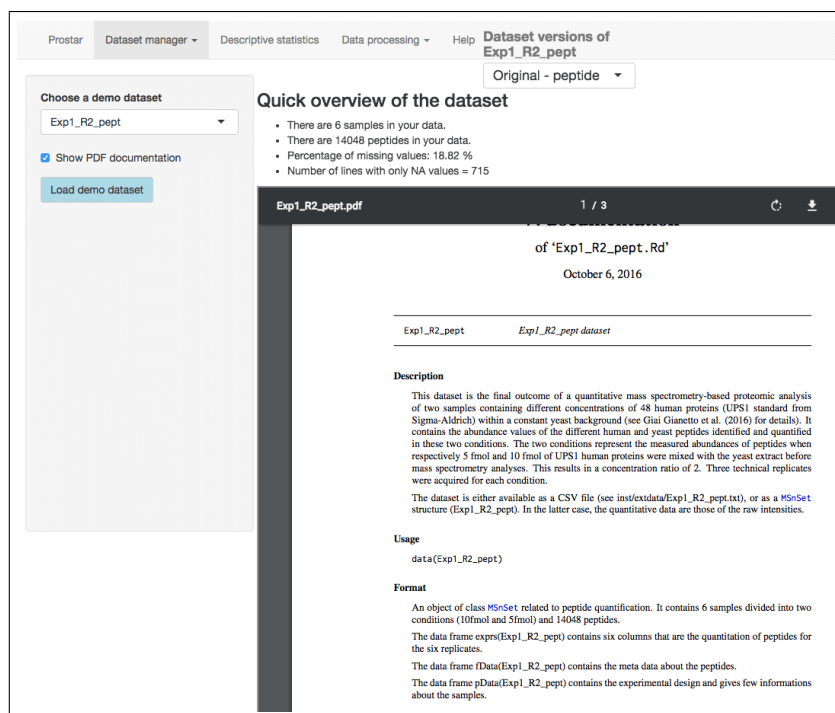 Prostar
Dataset manager
Descriptive statistics
Data processing
Help
Dataset versions of
Exp1_R2_pept
Original - peptide
Choose a demo dataset
Exp1_R2_pept
Show PDF documentation
Load demo dataset
Quick overview of the dataset
• There are 6 samples in your data.
• There are 14048 peptides in your data.
• Percentage of missing values: 18.82 %
• Number of lines with only NA values = 715
Exp1_R2_pept.pdf
1 / 3
of ‘Exp1_R2_pept.Rd’
October 6, 2016
Exp1_R2_pept
Exp1_R2_pept dataset
Description
This dataset is the final outcome of a quantitative mass spectrometry-based proteomic analysis
of two samples containing different concentrations of 48 human proteins (UPS1 standard from
Sigma-Aldrich) within a constant yeast background (see Giai Gianetto et al. (2016) for details). It
contains the abundance values of the different human and yeast peptides identified and quantified
in these two conditions. The two conditions represent the measured abundances of peptides when
respectively 5 fmol and 10 fmol of UPS1 human proteins were mixed with the yeast extract before
mass spectrometry analyses. This results in a concentration ratio of 2. Three technical replicates
were acquired for each condition.
The dataset is either available as a CSV file (see inst/extdata/Exp1_R2_pept.txt), or as a MSnSet
structure (Exp1_R2_pept). In the latter case, the quantitative data are those of the raw intensities.
Usage
data(Exp1_R2_pept)
Format
An object of class MSnSet related to peptide quantification. It contains 6 samples divided into two
conditions (10fmol and 5fmol) and 14048 peptides.
The data frame exprs(Exp1_R2_pept) contains six columns that are the quantitation of peptides for
the six replicates.
The data frame fData(Exp1_R2_pept) contains the meta data about the peptides.
The data frame pData(Exp1_R2_pept) contains the experimental design and gives few informations
about the samples.